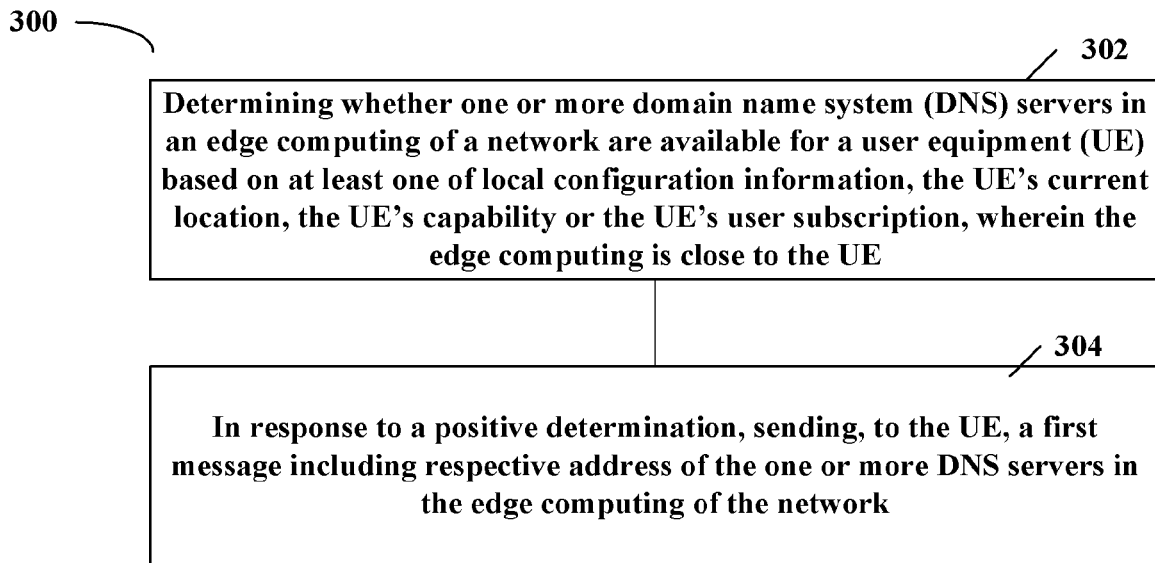 300
302
Determining whether one or more domain name system (DNS) servers in
an edge computing of a network are available for a user equipment (UE)
based on at least one of local configuration information, the UE’s current
location, the UE’s capability or the UE’s user subscription, wherein the
edge computing is close to the UE
304
In response to a positive determination, sending, to the UE, a first
message including respective address of the one or more DNS servers in
the edge computing of the network